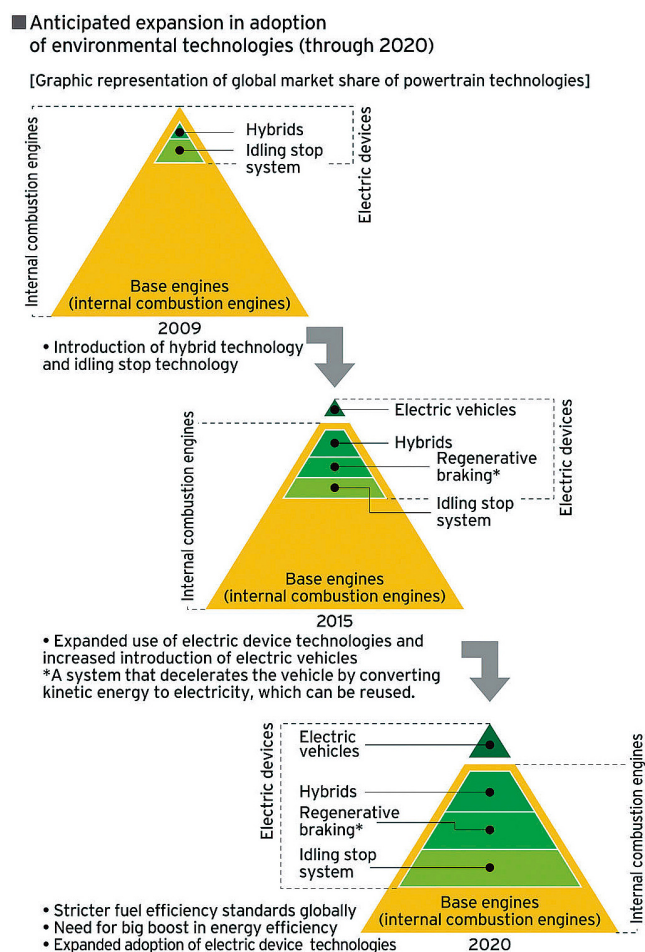 Anticipated expansion in adoption
of environmental technologies (through 2020)
[Graphic representation of global market share of powertrain technologies]
Internal combustion engines
Hybrids
Idling stop
system
Electric devices
Base engines
(internal combustion engines)
2009
• Introduction of hybrid technology
and idling stop technology
Internal combustion engines
Electric vehicles
Hybrids
Regenerative
braking*
Idling stop
system
Electric devices
Base engines
(internal combustion engines)
2015
• Expanded use of electric device technologies and
increased introduction of electric vehicles
*A system that decelerates the vehicle by converting
kinetic energy to electricity, which can be reused.
Electric devices
Electric
vehicles
Hybrids
Regenerative
braking*
Idling stop
system
Internal combustion engines
Base engines
(internal combustion engines)
2020
• Stricter fuel efficiency standards globally
• Need for big boost in energy efficiency
• Expanded adoption of electric device technologies